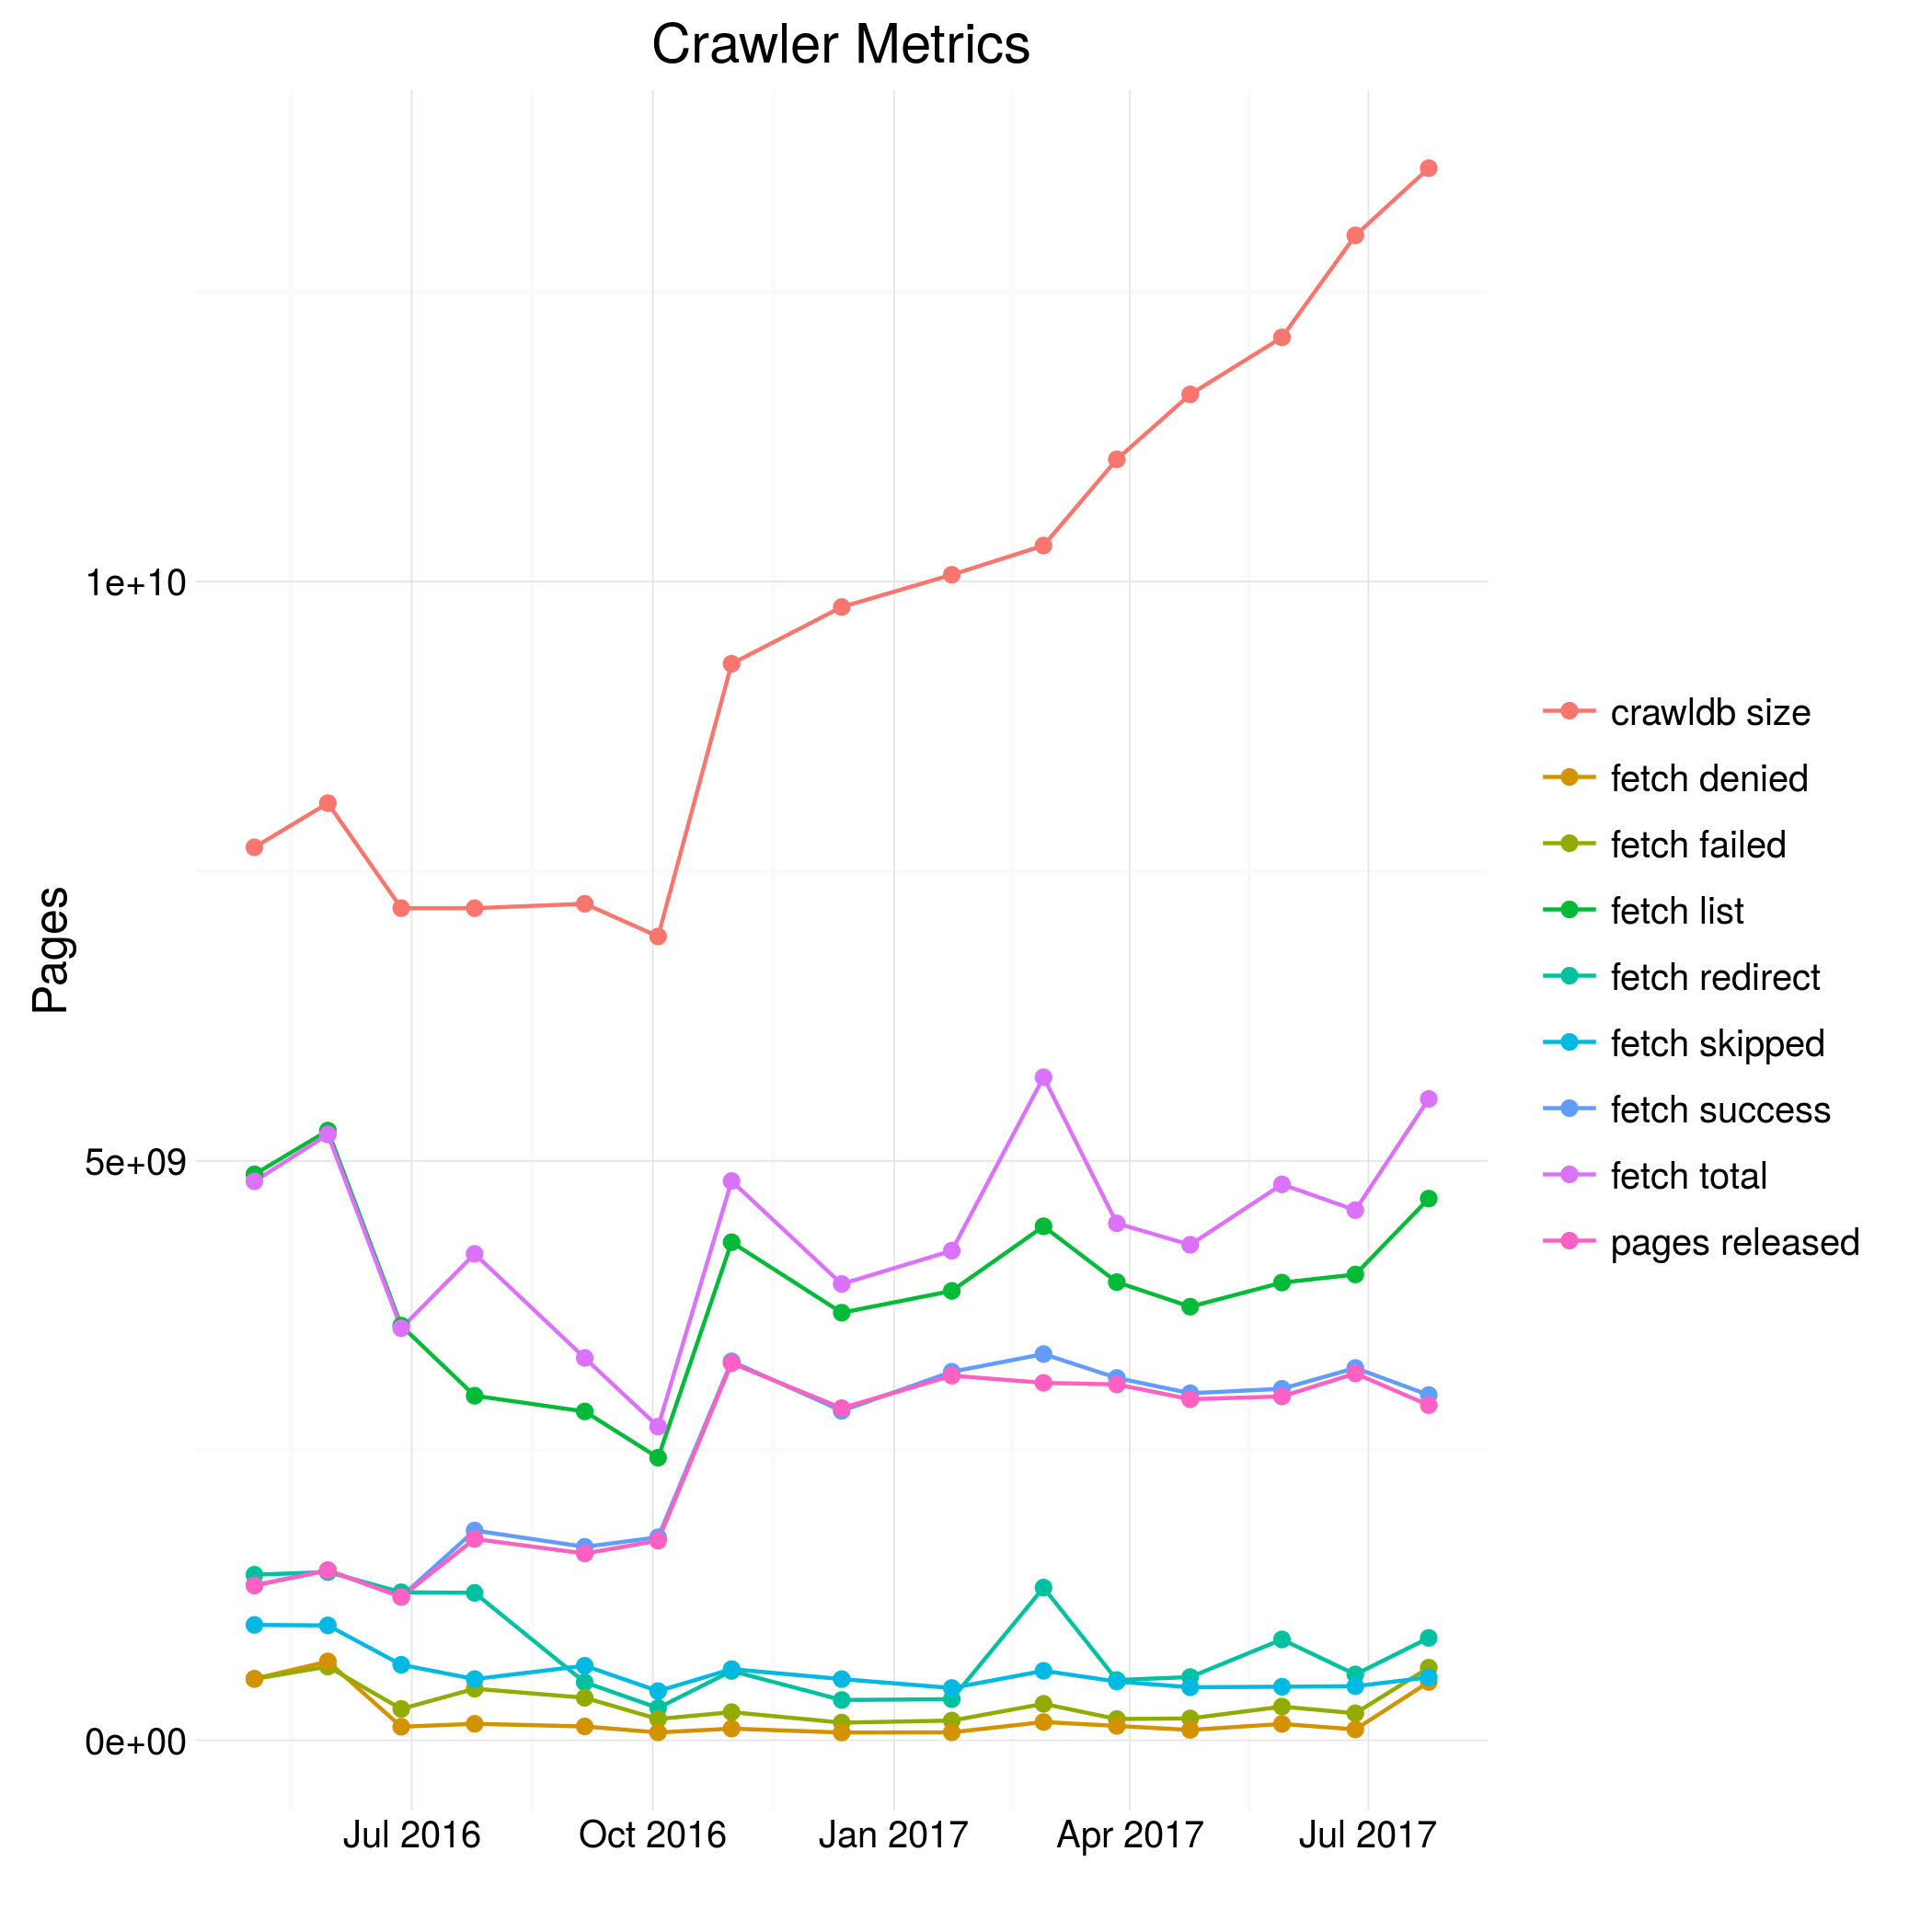 Crawler Metrics
Pages
1e+10
5e+09
0e+00
Jul 2016
Oct 2016
Jan 2017
Apr 2017
Jul 2017
crawldb size
fetch denied
fetch failed
fetch list
fetch redirect
fetch skipped
fetch success
fetch total
pages released